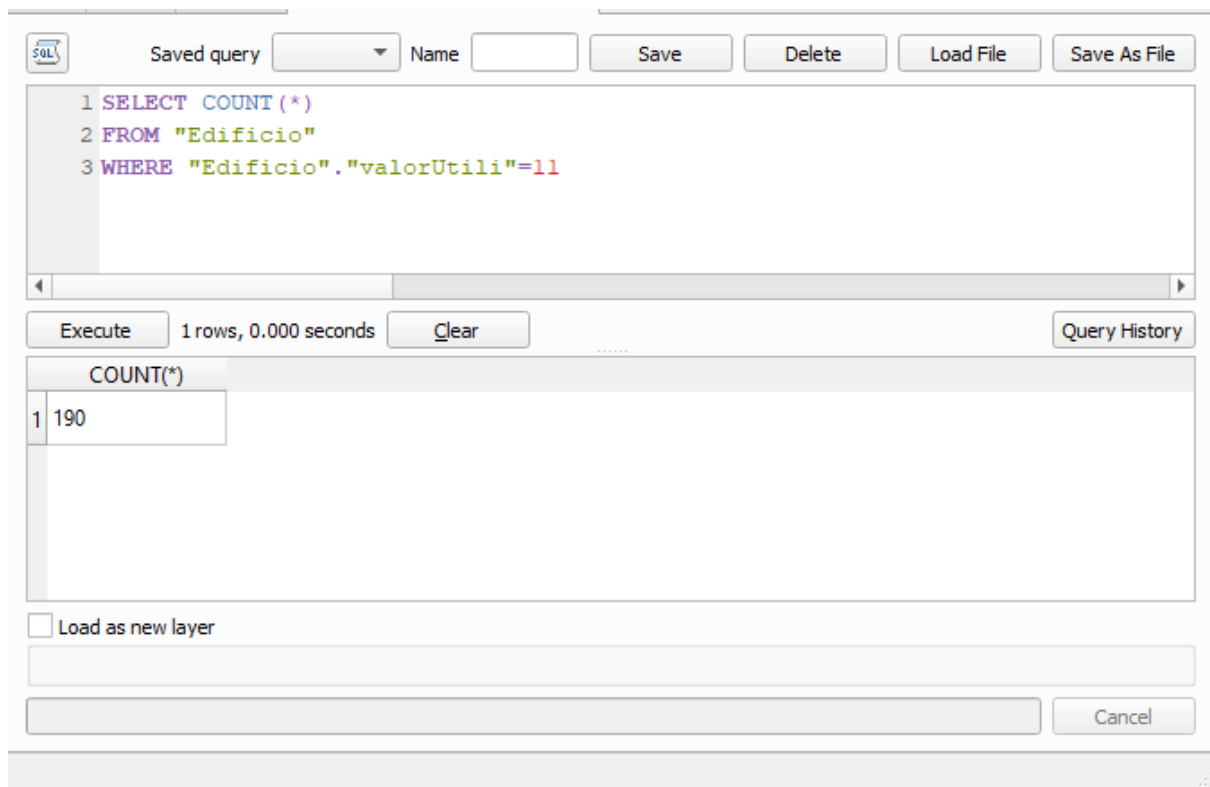 SQL Saved query Name Save Delete Load File Save As File
1 SELECT COUNT(*)
2 FROM "Edificio"
3 WHERE "Edificio"."valorUtili"=11
Execute 1 rows, 0.000 seconds Clear Query History
COUNT(*)
1 190
Load as new layer
Cancel